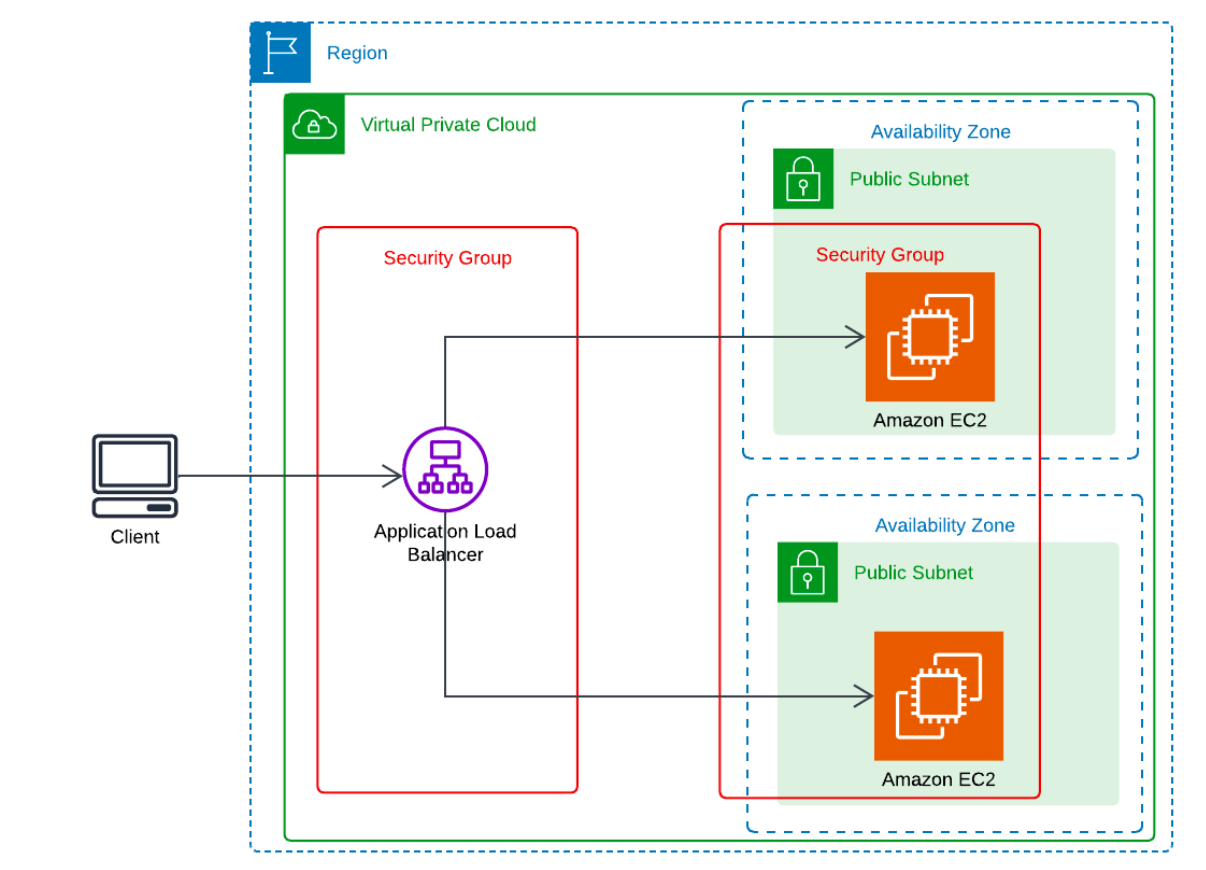 Region
Virtual Private Cloud
Availability Zone
Public Subnet
Security Group
Security Group
Amazon EC2
Client
Application Load
Balancer
Availability Zone
Public Subnet
Amazon EC2